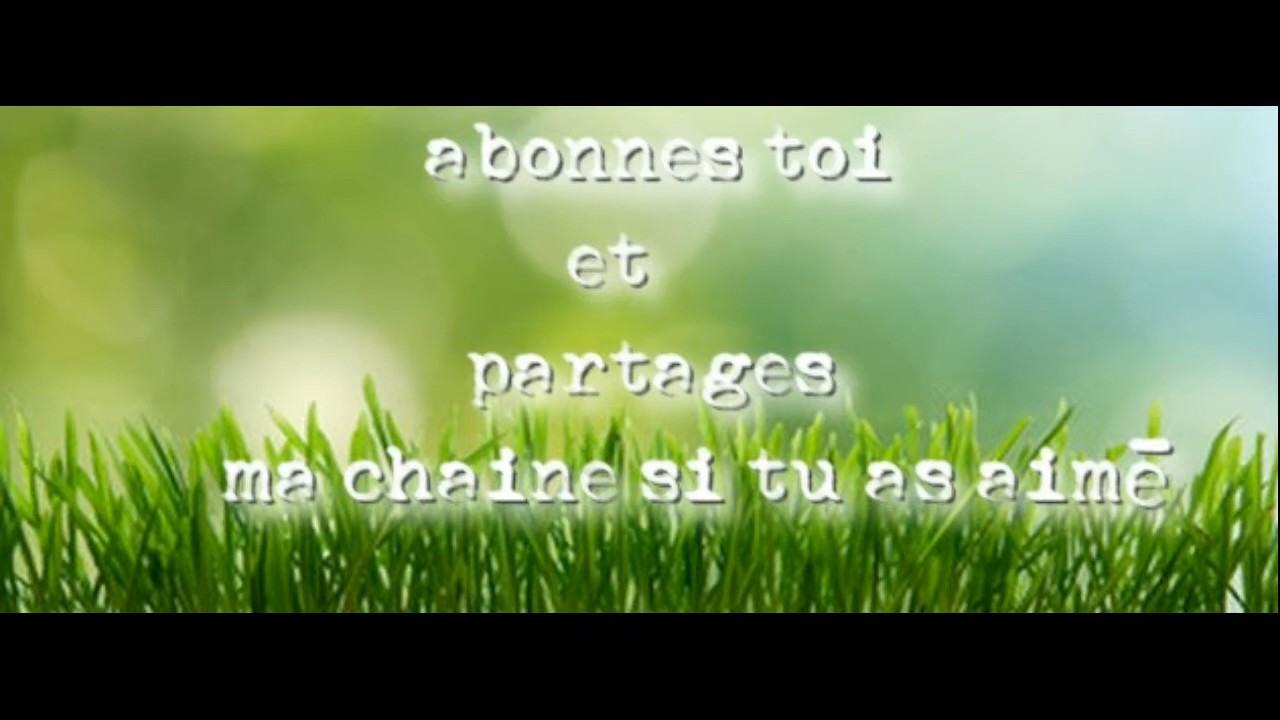 abonnes toi
et
partages
ma chaine si tu as aimē